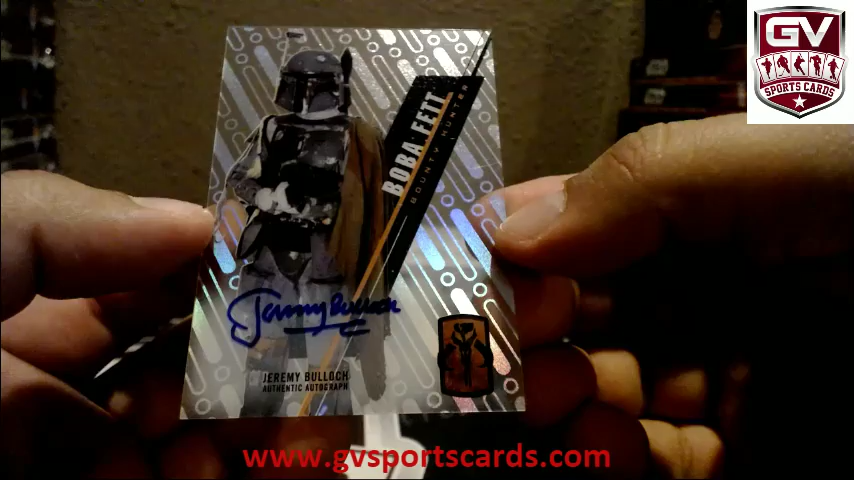 GV
SPORTS CARDS
BOBA FETT
BOUNTY HUNTER
Jeremy Bulloch
JEREMY BULLOCH
AUTHENTIC AUTOGRAPH
www.gvsportscards.com